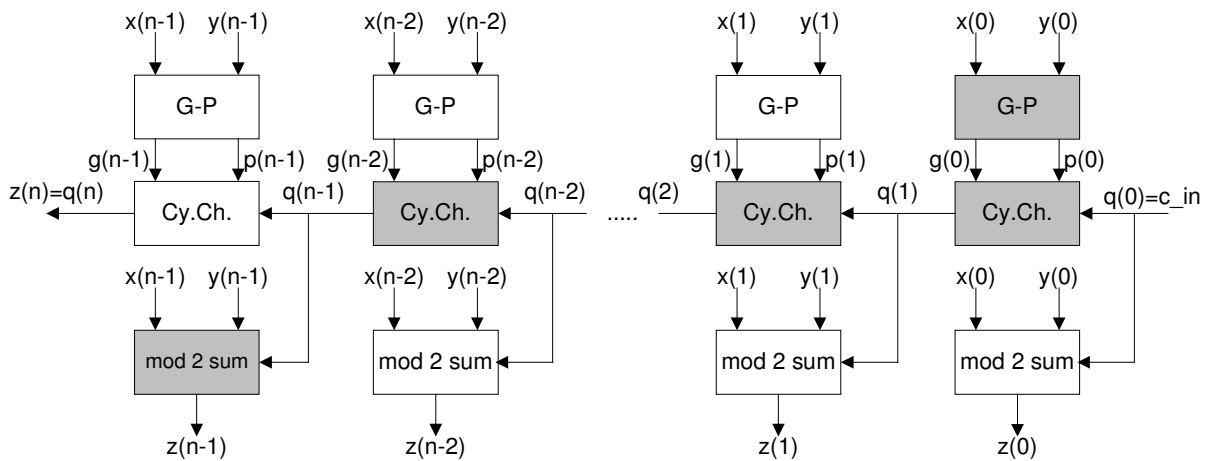 x(n-1) y(n-1) x(n-2) y(n-2) x(1) y(1) x(0) y(0)
G-P G-P G-P G-P
g(n-1) p(n-1) g(n-2) p(n-2) g(1) p(1) g(0) p(0)
z(n)=q(n) Cy.Ch. q(n-1) Cy.Ch. q(n-2) ..... q(2) Cy.Ch. q(1) Cy.Ch. q(0)=c_in
x(n-1) y(n-1) x(n-2) y(n-2) x(1) y(1) x(0) y(0)
mod 2 sum mod 2 sum mod 2 sum mod 2 sum
z(n-1) z(n-2) z(1) z(0)